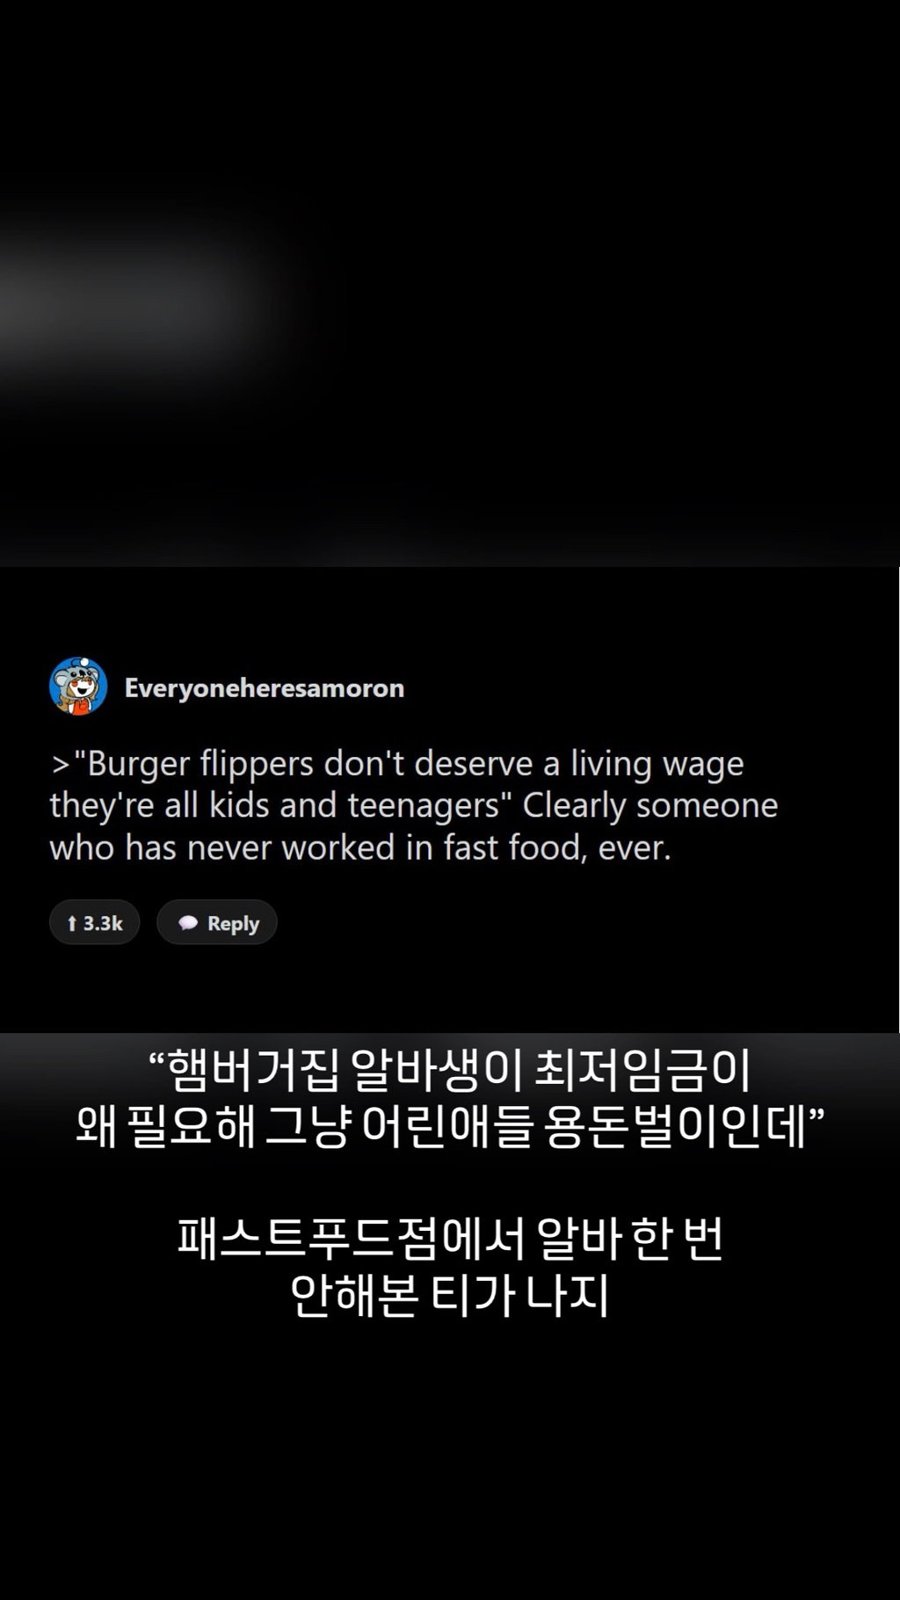 Everyoneheresamoron
>"Burger flippers don't deserve a living wage
they're all kids and teenagers" Clearly someone
who has never worked in fast food, ever.
⬆ 3.3k
Reply
“햄버거집 알바생이 최저임금이
왜 필요해 그냥 어린애들 용돈벌이인데”
패스트푸드점에서 알바 한 번
안해본 티가 나지